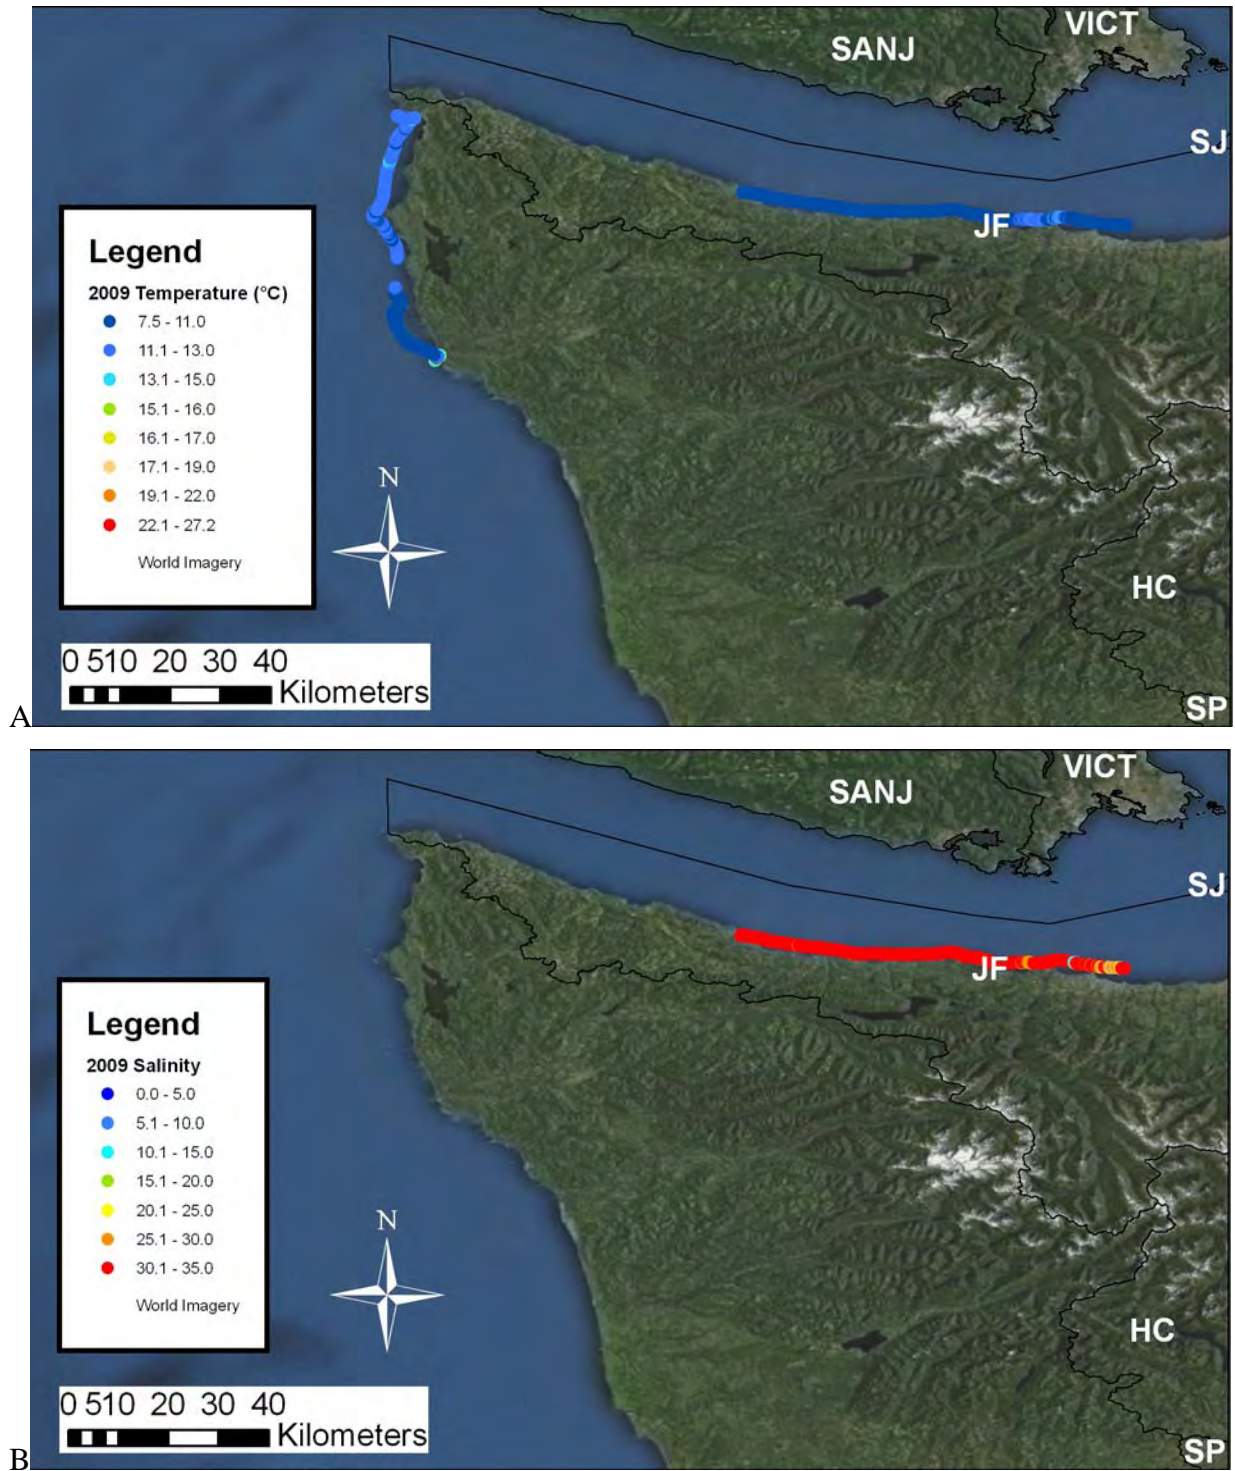 VICT
SANJ
SJ
JF
Legend
2009 Temperature (°C)
7.5 - 11.0
11.1 - 13.0
13.1 - 15.0
15.1 - 16.0
16.1 - 17.0
17.1 - 19.0
19.1 - 22.0
22.1 - 27.2
World Imagery
N
HC
0 510 20 30 40
Kilometers
SP
A
VICT
SANJ
SJ
JF
Legend
2009 Salinity
0.0 - 5.0
5.1 - 10.0
10.1 - 15.0
15.1 - 20.0
20.1 - 25.0
25.1 - 30.0
30.1 - 35.0
World Imagery
N
HC
0 510 20 30 40
Kilometers
SP
B